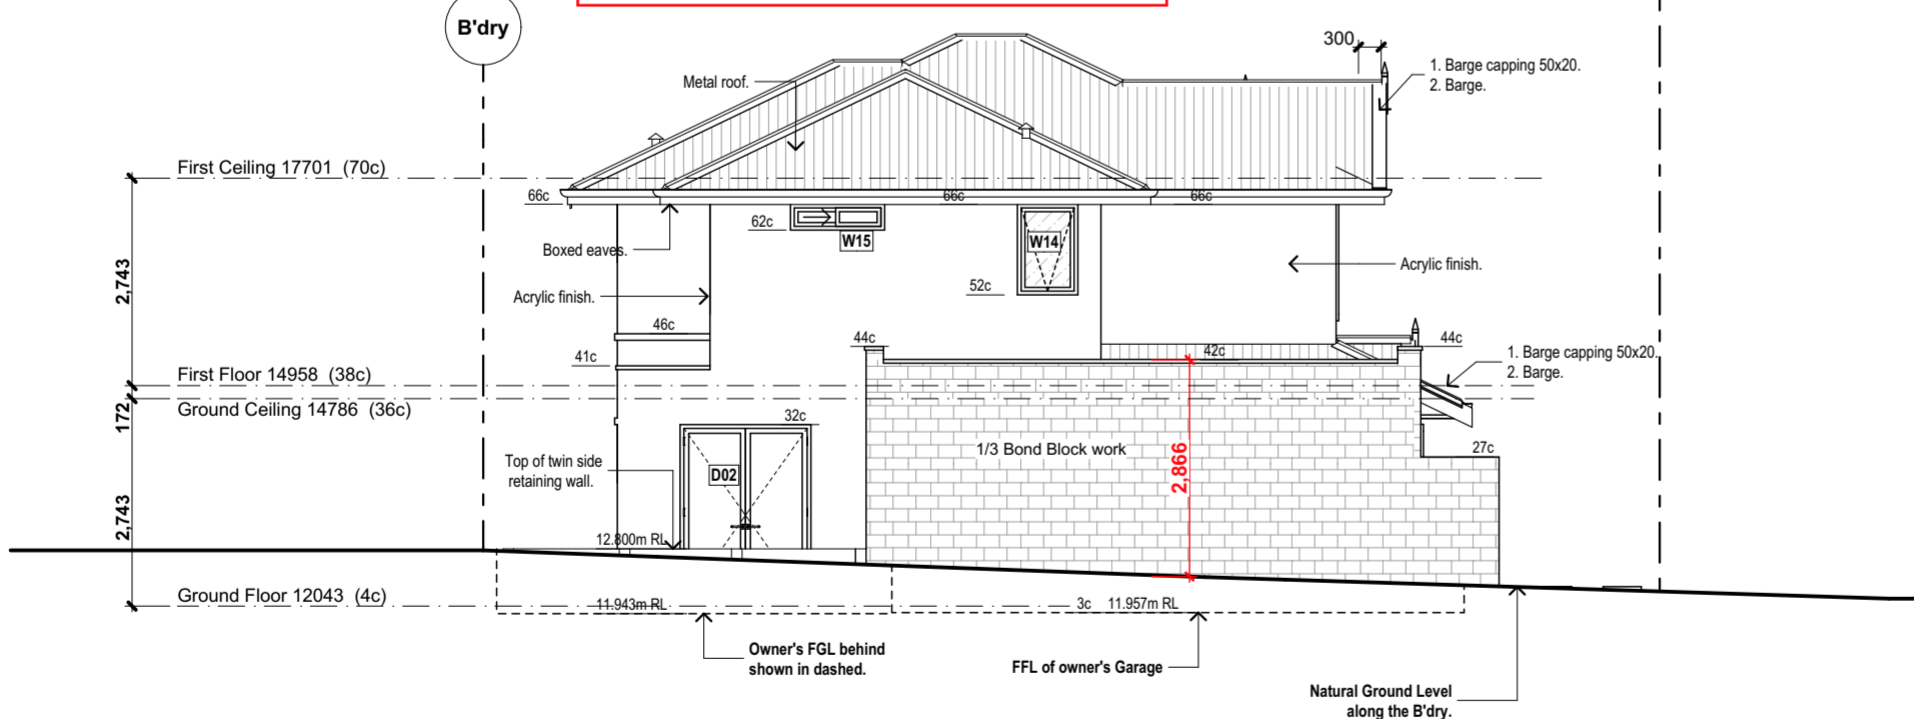 B'dry
300
1. Barge capping 50x20.
2. Barge.
Metal roof.
First Ceiling 17701 (70c)
66c
66c
66c
62c
W15
W14
Boxed eaves.
Acrylic finish.
2,743
Acrylic finish.
52c
46c
44c
44c
42c
41c
1. Barge capping 50x20.
2. Barge.
First Floor 14958 (38c)
172
Ground Ceiling 14786 (36c)
32c
1/3 Bond Block work
2,866
27c
Top of twin side
retaining wall.
D02
2,743
12.800m RL
Ground Floor 12043 (4c)
11.943m RL
3c 11.957m RL
Owner's FGL behind
shown in dashed.
FFL of owner's Garage
Natural Ground Level
along the B'dry.